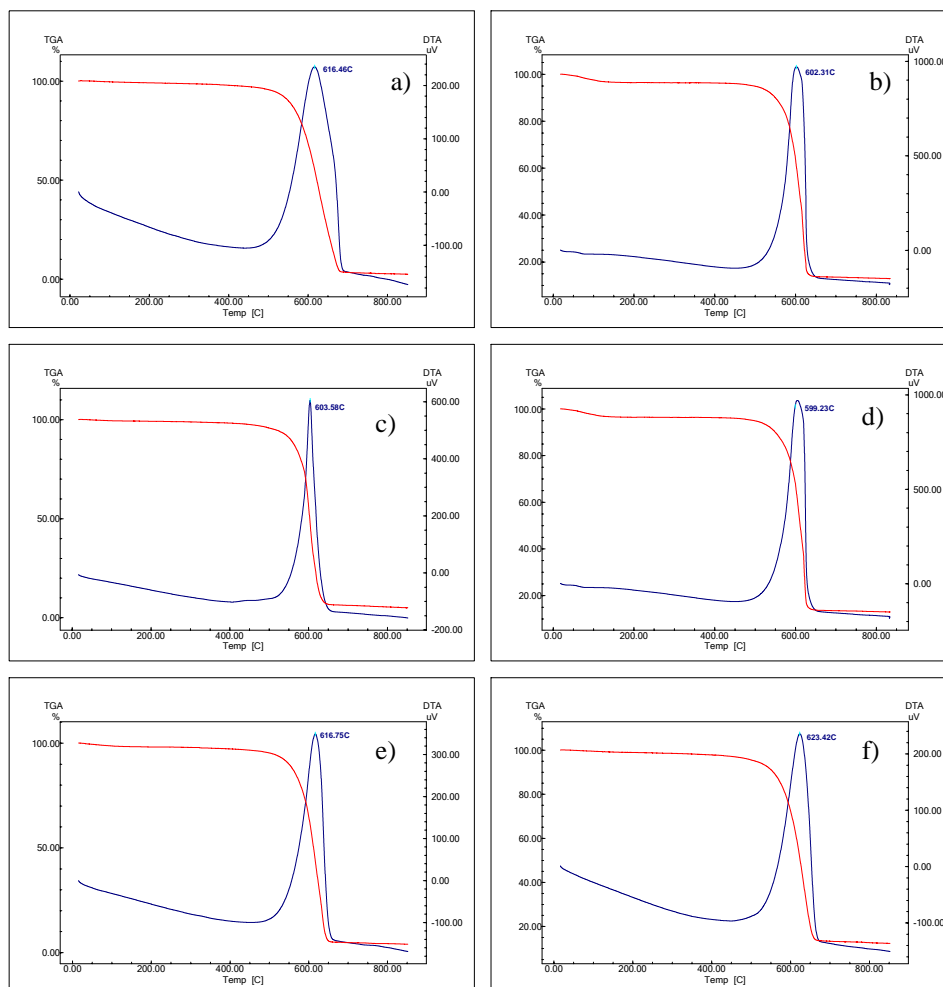 TGA
%
DTA
uV
616.46C
a)
100.00
50.00
0.00
200.00
100.00
0.00
-100.00
0.00 200.00 400.00 600.00 800.00
Temp [C]
TGA
%
DTA
uV
602.31C
b)
100.00
80.00
60.00
40.00
20.00
1000.00
500.00
0.00
0.00 200.00 400.00 600.00 800.00
Temp [C]
TGA
%
DTA
uV
603.58C
c)
100.00
50.00
0.00
600.00
400.00
200.00
0.00
-200.00
0.00 200.00 400.00 600.00 800.00
Temp [C]
TGA
%
DTA
uV
599.23C
d)
100.00
80.00
60.00
40.00
20.00
1000.00
500.00
0.00
0.00 200.00 400.00 600.00 800.00
Temp [C]
TGA
%
DTA
uV
616.75C
e)
100.00
50.00
0.00
300.00
200.00
100.00
0.00
-100.00
0.00 200.00 400.00 600.00 800.00
Temp [C]
TGA
%
DTA
uV
623.42C
f)
100.00
80.00
60.00
40.00
20.00
200.00
100.00
0.00
-100.00
0.00 200.00 400.00 600.00 800.00
Temp [C]